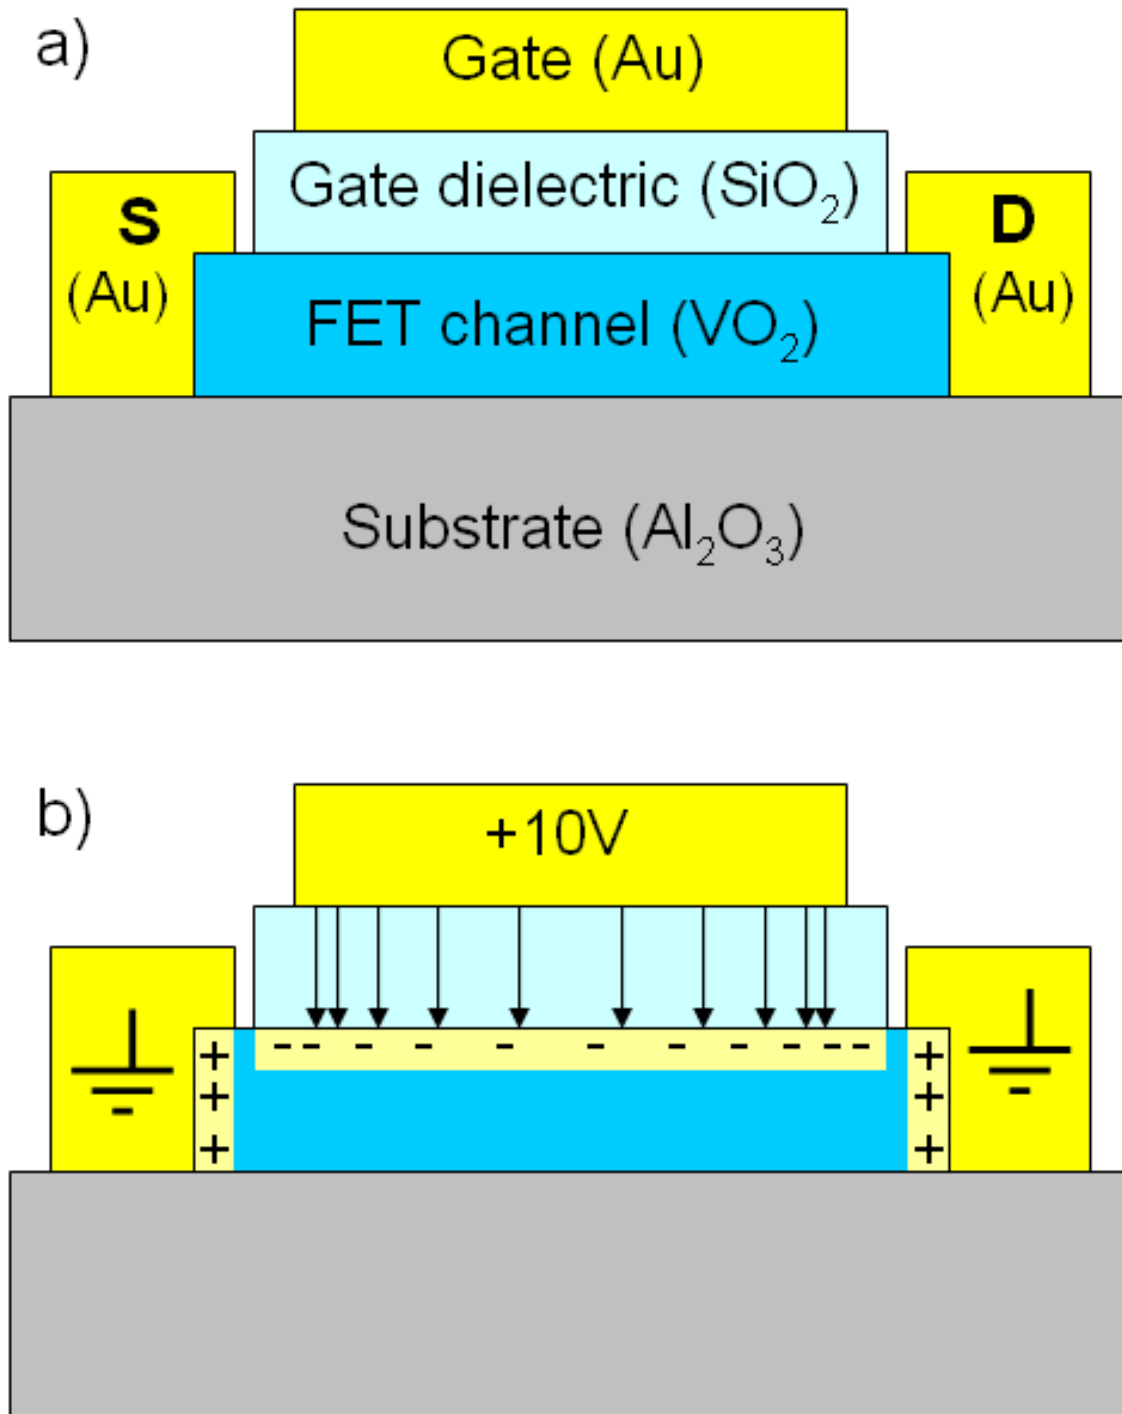 a)
Gate (Au)
Gate dielectric (SiO₂)
S
(Au)
D
(Au)
FET channel (VO₂)
Substrate (Al₂O₃)
b)
+10V
- - - - - - - - - - -
+ +
+ +
+ +